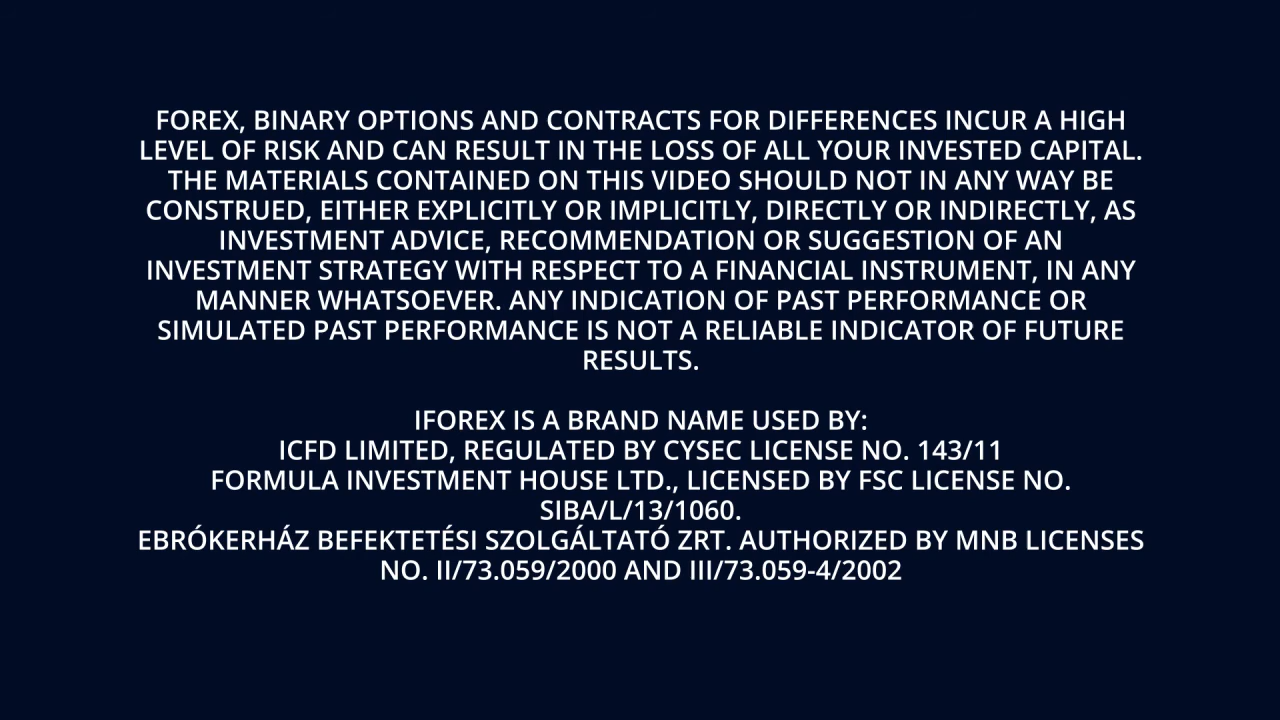 FOREX, BINARY OPTIONS AND CONTRACTS FOR DIFFERENCES INCUR A HIGH
LEVEL OF RISK AND CAN RESULT IN THE LOSS OF ALL YOUR INVESTED CAPITAL.
THE MATERIALS CONTAINED ON THIS VIDEO SHOULD NOT IN ANY WAY BE
CONSTRUED, EITHER EXPLICITLY OR IMPLICITLY, DIRECTLY OR INDIRECTLY, AS
INVESTMENT ADVICE, RECOMMENDATION OR SUGGESTION OF AN
INVESTMENT STRATEGY WITH RESPECT TO A FINANCIAL INSTRUMENT, IN ANY
MANNER WHATSOEVER. ANY INDICATION OF PAST PERFORMANCE OR
SIMULATED PAST PERFORMANCE IS NOT A RELIABLE INDICATOR OF FUTURE
RESULTS.
IFOREX IS A BRAND NAME USED BY:
ICFD LIMITED, REGULATED BY CYSEC LICENSE NO. 143/11
FORMULA INVESTMENT HOUSE LTD., LICENSED BY FSC LICENSE NO.
SIBA/L/13/1060.
EBRÓKERHÁZ BEFEKTETÉSI SZOLGÁLTATÓ ZRT. AUTHORIZED BY MNB LICENSES
NO. II/73.059/2000 AND III/73.059-4/2002